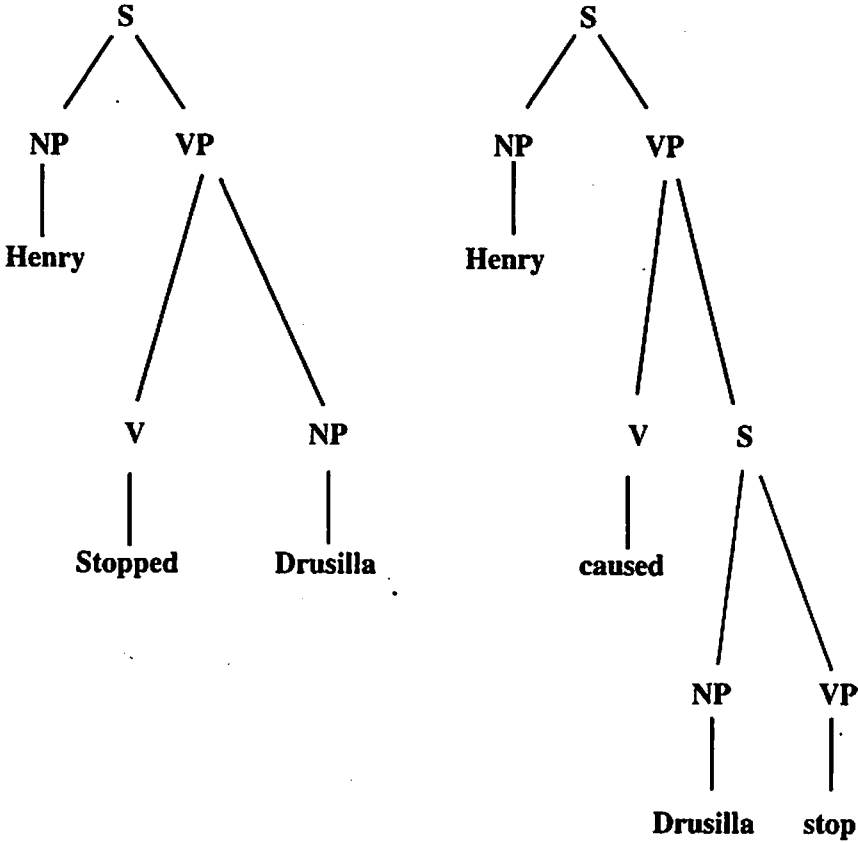 S S
NP VP NP VP
Henry Henry
V NP V S
Stopped Drusilla caused
NP VP
Drusilla stop